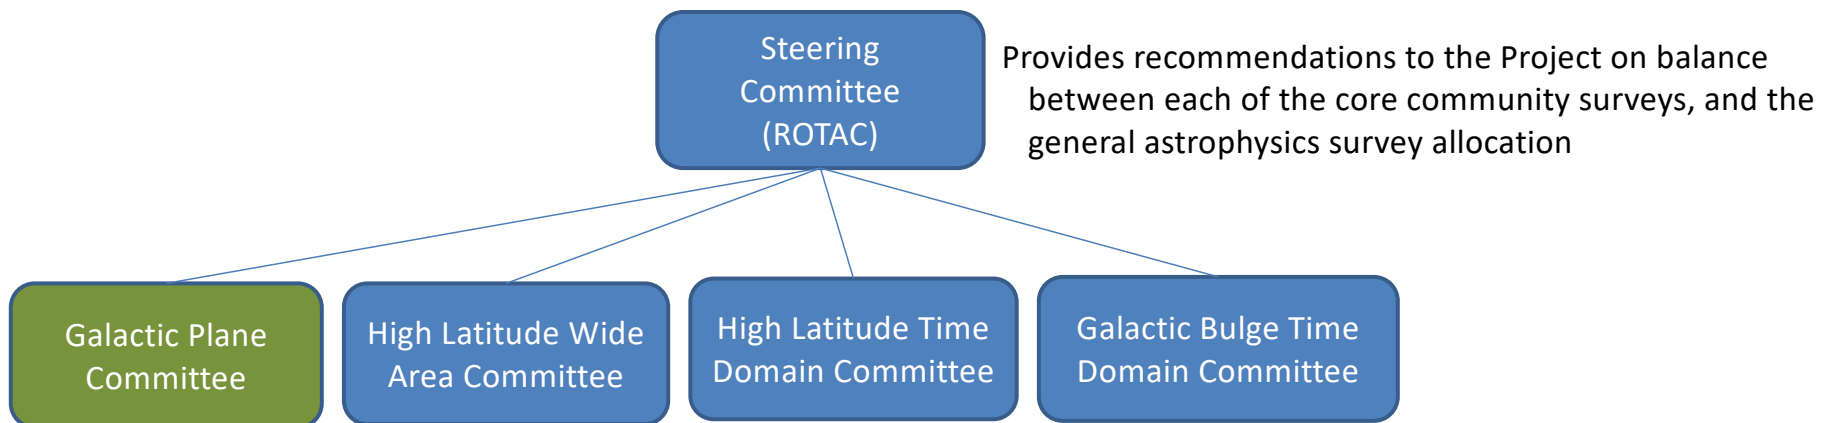 Steering
Committee
(ROTAC)
Provides recommendations to the Project on balance
between each of the core community surveys, and the
general astrophysics survey allocation
Galactic Plane
Committee
High Latitude Wide
Area Committee
High Latitude Time
Domain Committee
Galactic Bulge Time
Domain Committee